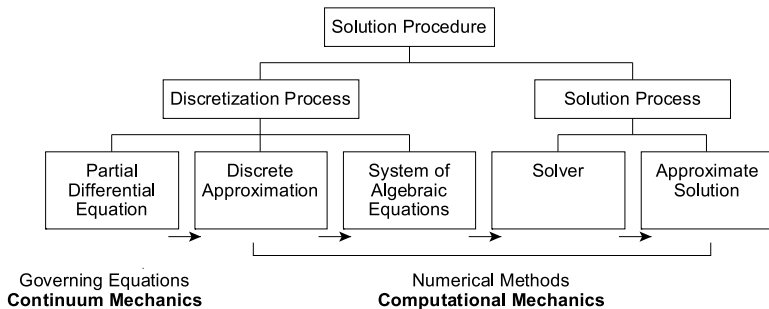 Solution Procedure
Discretization Process
Solution Process
Partial
Differential
Equation
Discrete
Approximation
System of
Algebraic
Equations
Solver
Approximate
Solution
Governing Equations
Continuum Mechanics
Numerical Methods
Computational Mechanics